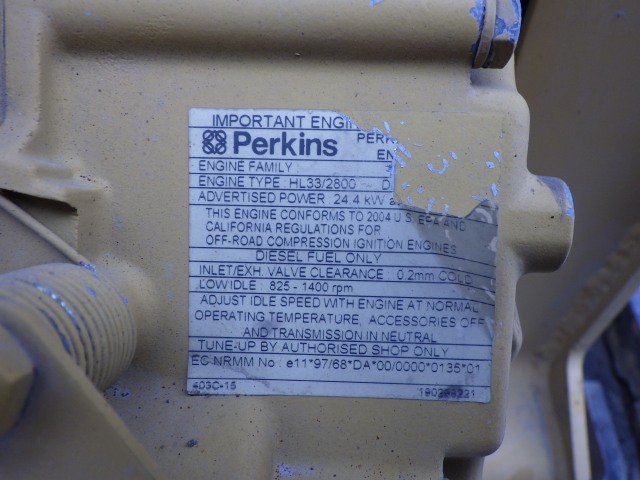 IMPORTANT ENGIN
Perkins PERK
EN
ENGINE FAMILY
ENGINE TYPE HL33/2800 D
ADVERTISED POWER 24.4 kW a
THIS ENGINE CONFORMS TO 2004 U.S. EPA AND
CALIFORNIA REGULATIONS FOR
OFF-ROAD COMPRESSION IGNITION ENGINES
DIESEL FUEL ONLY
INLET/EXH. VALVE CLEARANCE 0.2mm COLD
LOW IDLE 825 - 1400 rpm
ADJUST IDLE SPEED WITH ENGINE AT NORMAL
OPERATING TEMPERATURE, ACCESSORIES OFF
AND TRANSMISSION IN NEUTRAL
TUNE-UP BY AUTHORISED SHOP ONLY
EC NRMM No: e11*97/68*DA*00/0000*0135*01
403C-15